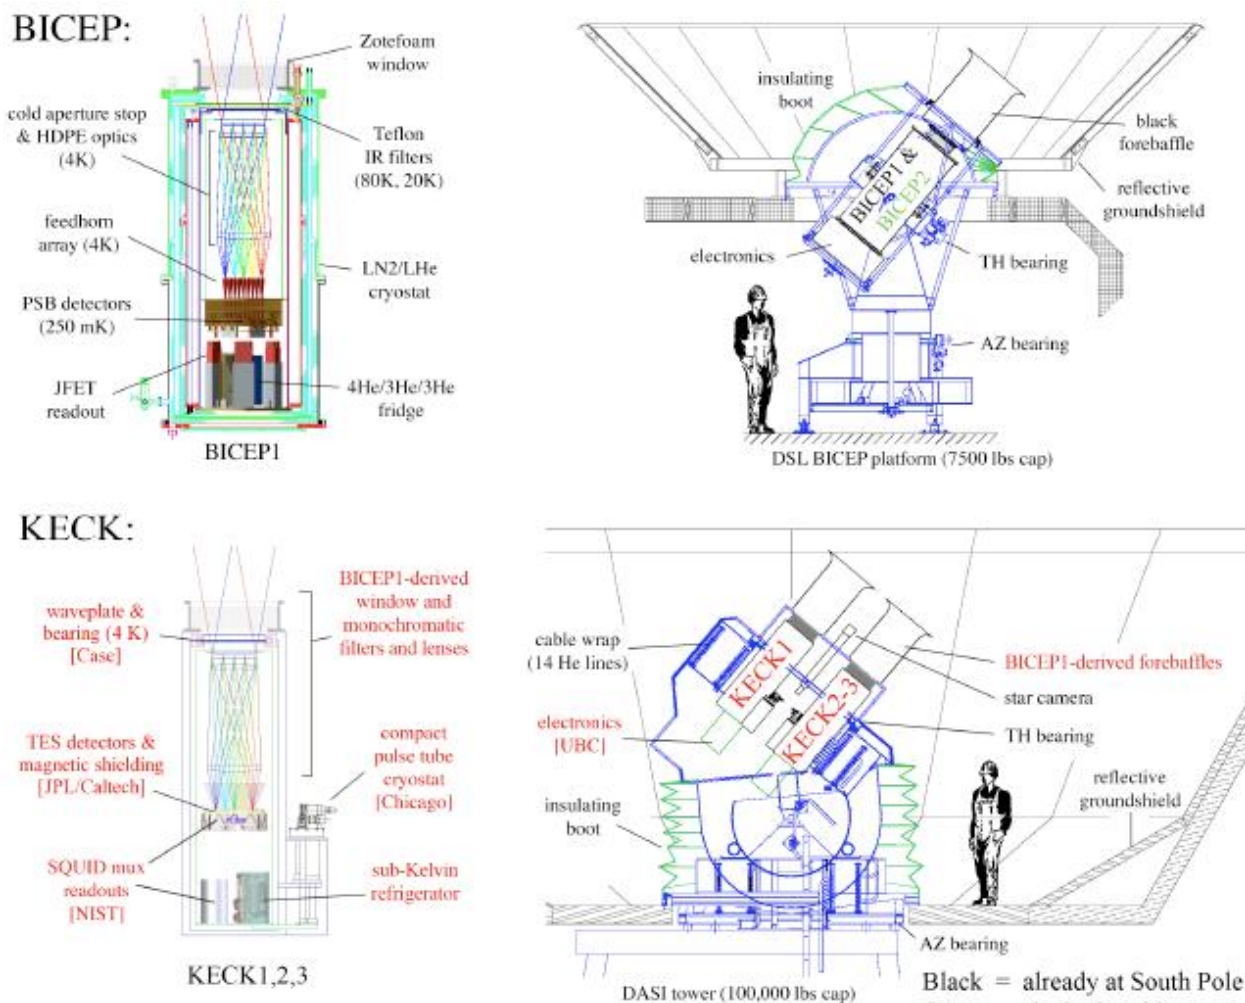 BICEP:
Zotefoam
window
cold aperture stop
& HDPE optics
(4K)
Teflon
IR filters
(80K, 20K)
feedhorn
array (4K)
LN2/LHe
cryostat
PSB detectors
(250 mK)
JFET
readout
4He/3He/3He
fridge
BICEP1
insulating
boot
black
forebaffle
BICEP1 &
BICEP2
reflective
groundshield
electronics
TH bearing
AZ bearing
DSL BICEP platform (7500 lbs cap)
KECK:
waveplate &
bearing (4 K)
[Case]
BICEP1-derived
window and
monochromatic
filters and lenses
TES detectors &
magnetic shielding
[JPL/Caltech]
compact
pulse tube
cryostat
[Chicago]
SQUID mux
readouts
[NIST]
sub-Kelvin
refrigerator
KECK1,2,3
cable wrap
(14 He lines)
KECK1
KECK2-3
BICEP1-derived forebaffles
star camera
electronics
[UBC]
TH bearing
insulating
boot
reflective
groundshield
AZ bearing
DASI tower (100,000 lbs cap)
Black = already at South Pole